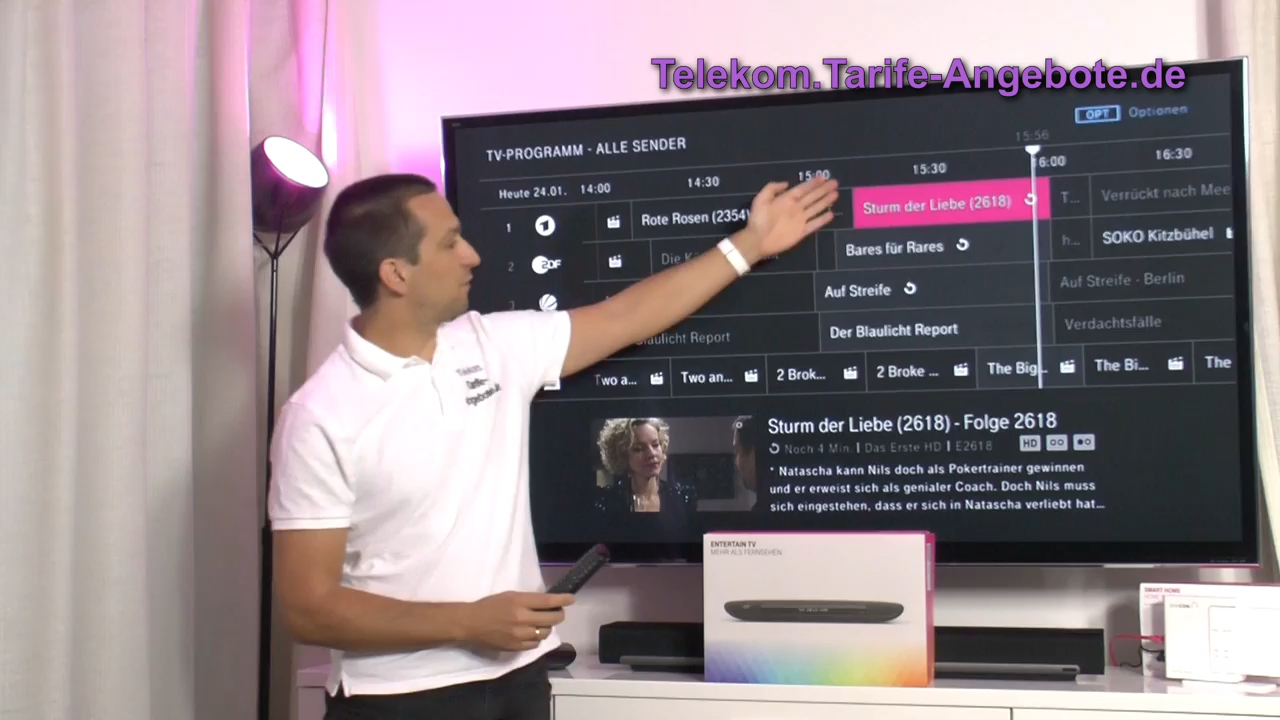 Telekom.Tarife-Angebote.de
OPT Optionen
TV-PROGRAMM - ALLE SENDER
15:56
Heute 24.01. 14:00 14:30 15:00 15:30 16:00 16:30
1 Rote Rosen (2354) Sturm der Liebe (2618) T... Verrückt nach Mee
2 ZDF Die Bares für Rares h... SOKO Kitzbühel
3 Auf Streife Auf Streife - Berlin
Blaulicht Report Der Blaulicht Report Verdachtsfälle
Two a... Two an... 2 Brok... 2 Broke ... The Big The Bi... The
Sturm der Liebe (2618) - Folge 2618
Noch 4 Min. | Das Erste HD | E2618 HD
* Natascha kann Nils doch als Pokertrainer gewinnen
und er erweist sich als genialer Coach. Doch Nils muss
sich eingestehen, dass er sich in Natascha verliebt hat...
Telekom.
ENTERTAIN TV
MEHR ALS FERNSEHEN
SMART HOME